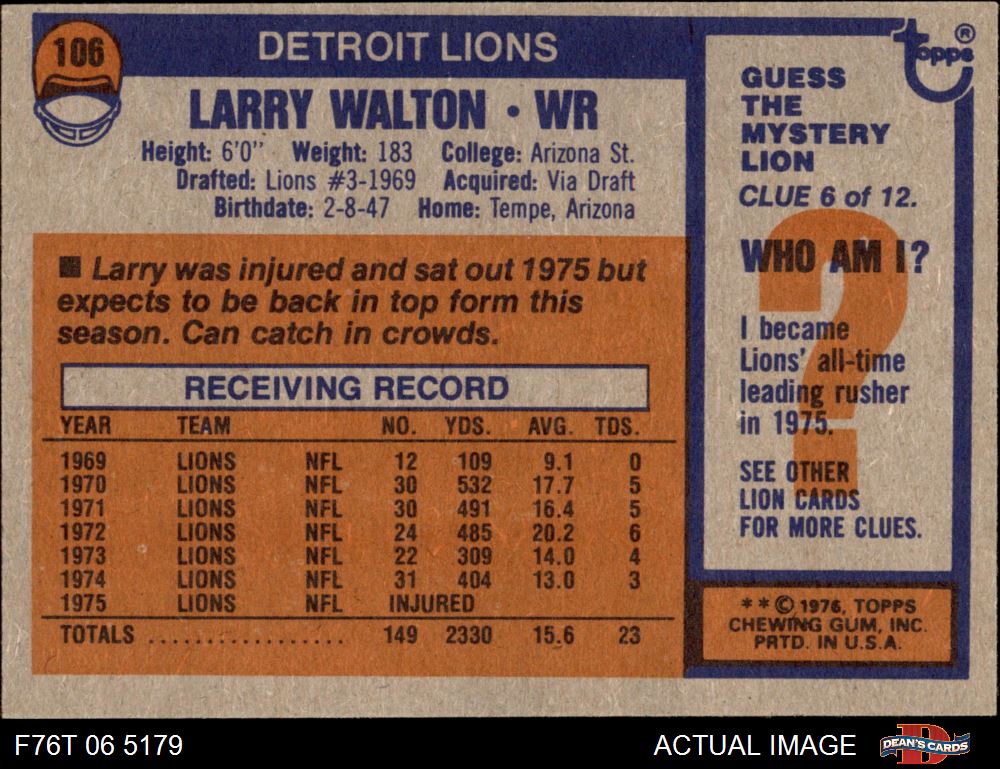 106
DETROIT LIONS
LARRY WALTON • WR
Height: 6'0" Weight: 183 College: Arizona St.
Drafted: Lions #3-1969 Acquired: Via Draft
Birthdate: 2-8-47 Home: Tempe, Arizona
■ Larry was injured and sat out 1975 but
expects to be back in top form this
season. Can catch in crowds.
RECEIVING RECORD
YEAR TEAM NO. YDS. AVG. TDS.
1969 LIONS NFL 12 109 9.1 0
1970 LIONS NFL 30 532 17.7 5
1971 LIONS NFL 30 491 16.4 5
1972 LIONS NFL 24 485 20.2 6
1973 LIONS NFL 22 309 14.0 4
1974 LIONS NFL 31 404 13.0 3
1975 LIONS NFL INJURED
TOTALS ................. 149 2330 15.6 23
topps ®
GUESS
THE
MYSTERY
LION
CLUE 6 of 12.
?
WHO AM I?
I became
Lions' all-time
leading rusher
in 1975.
SEE OTHER
LION CARDS
FOR MORE CLUES.
** © 1976, TOPPS
CHEWING GUM, INC.
PRTD. IN U.S.A.
F76T 06 5179
ACTUAL IMAGE
D
DEAN'S CARDS